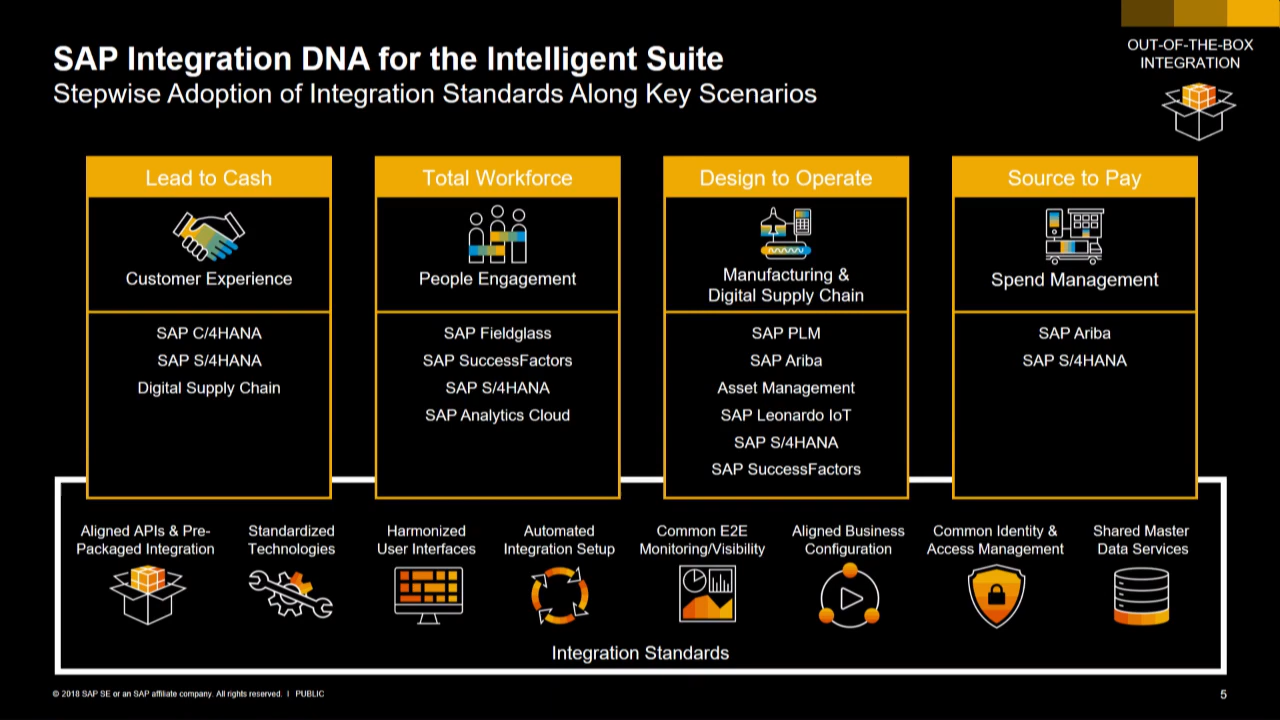 SAP Integration DNA for the Intelligent Suite
Stepwise Adoption of Integration Standards Along Key Scenarios
OUT-OF-THE-BOX
INTEGRATION
Lead to Cash
Customer Experience
SAP C/4HANA
SAP S/4HANA
Digital Supply Chain
Total Workforce
People Engagement
SAP Fieldglass
SAP SuccessFactors
SAP S/4HANA
SAP Analytics Cloud
Design to Operate
Manufacturing &
Digital Supply Chain
SAP PLM
SAP Ariba
Asset Management
SAP Leonardo IoT
SAP S/4HANA
SAP SuccessFactors
Source to Pay
Spend Management
SAP Ariba
SAP S/4HANA
Aligned APIs & Pre-
Packaged Integration
Standardized
Technologies
Harmonized
User Interfaces
Automated
Integration Setup
Common E2E
Monitoring/Visibility
Aligned Business
Configuration
Common Identity &
Access Management
Shared Master
Data Services
Integration Standards
© 2018 SAP SE or an SAP affiliate company. All rights reserved. I PUBLIC
5